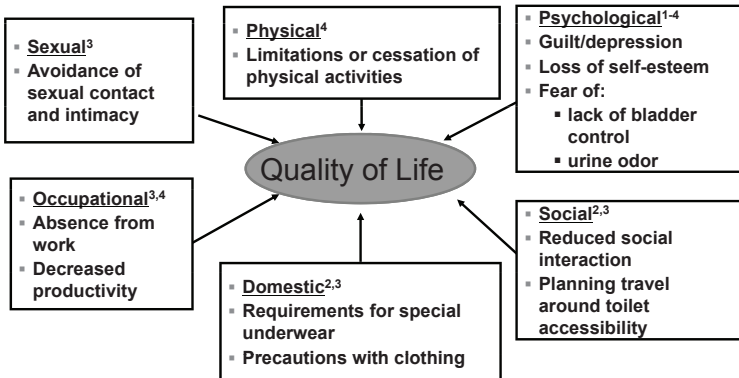 Sexual3
Avoidance of
sexual contact
and intimacy
Physical4
Limitations or cessation of
physical activities
Psychological1-4
Guilt/depression
Loss of self-esteem
Fear of:
lack of bladder
control
urine odor
Quality of Life
Occupational3,4
Absence from
work
Decreased
productivity
Domestic2,3
Requirements for special
underwear
Precautions with clothing
Social2,3
Reduced social
interaction
Planning travel
around toilet
accessibility